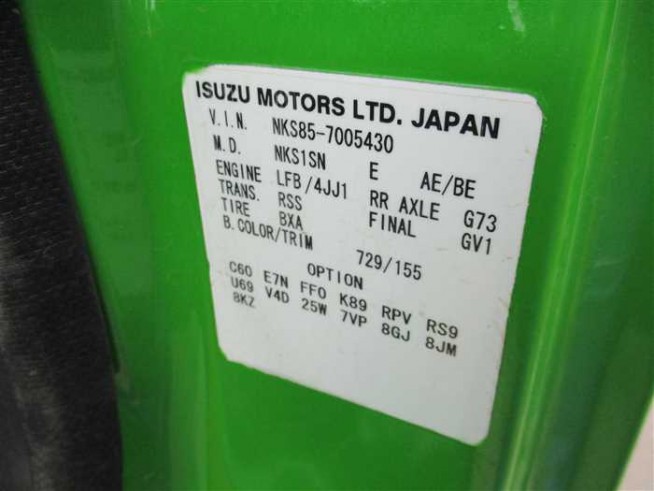 ISUZU MOTORS LTD. JAPAN
V.I.N. NKS85-7005430
M.D. NKS1SN E AE/BE
ENGINE LFB/4JJ1 RR AXLE G73
TRANS. RSS FINAL GV1
TIRE BXA
B.COLOR/TRIM 729/155
OPTION
C60 E7N FFO K89 RPV RS9
U69 V4D 25W 7VP 8GJ 8JM
8KZ